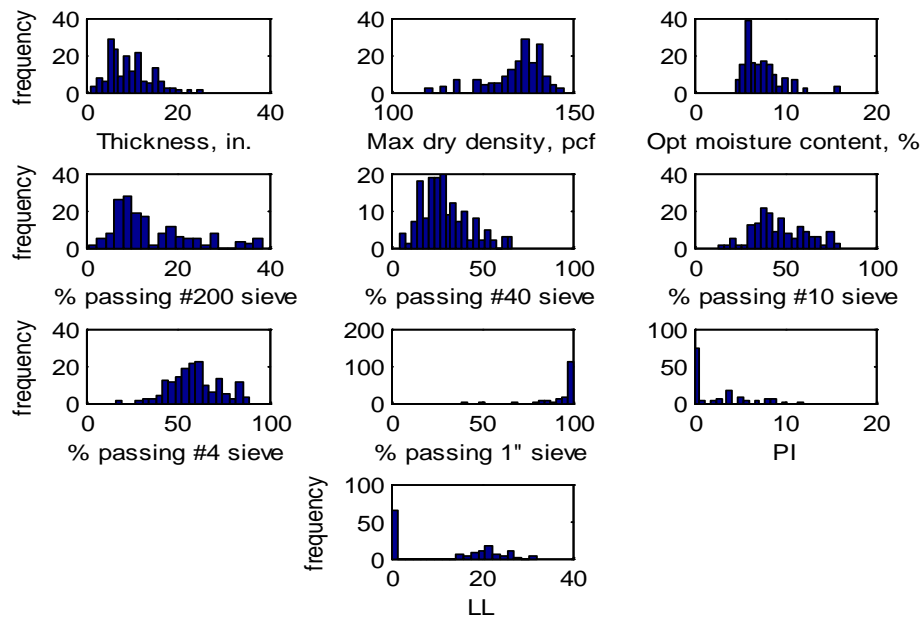 frequency
40
20
0
0 20 40
Thickness, in.
40
20
0
100 150
Max dry density, pcf
40
20
0
0 10 20
Opt moisture content, %
frequency
40
20
0
0 20 40
% passing #200 sieve
20
10
0
0 50 100
% passing #40 sieve
40
20
0
0 50 100
% passing #10 sieve
frequency
40
20
0
0 50 100
% passing #4 sieve
200
100
0
0 50 100
% passing 1" sieve
100
50
0
0 10 20
PI
frequency
100
50
0
0 20 40
LL